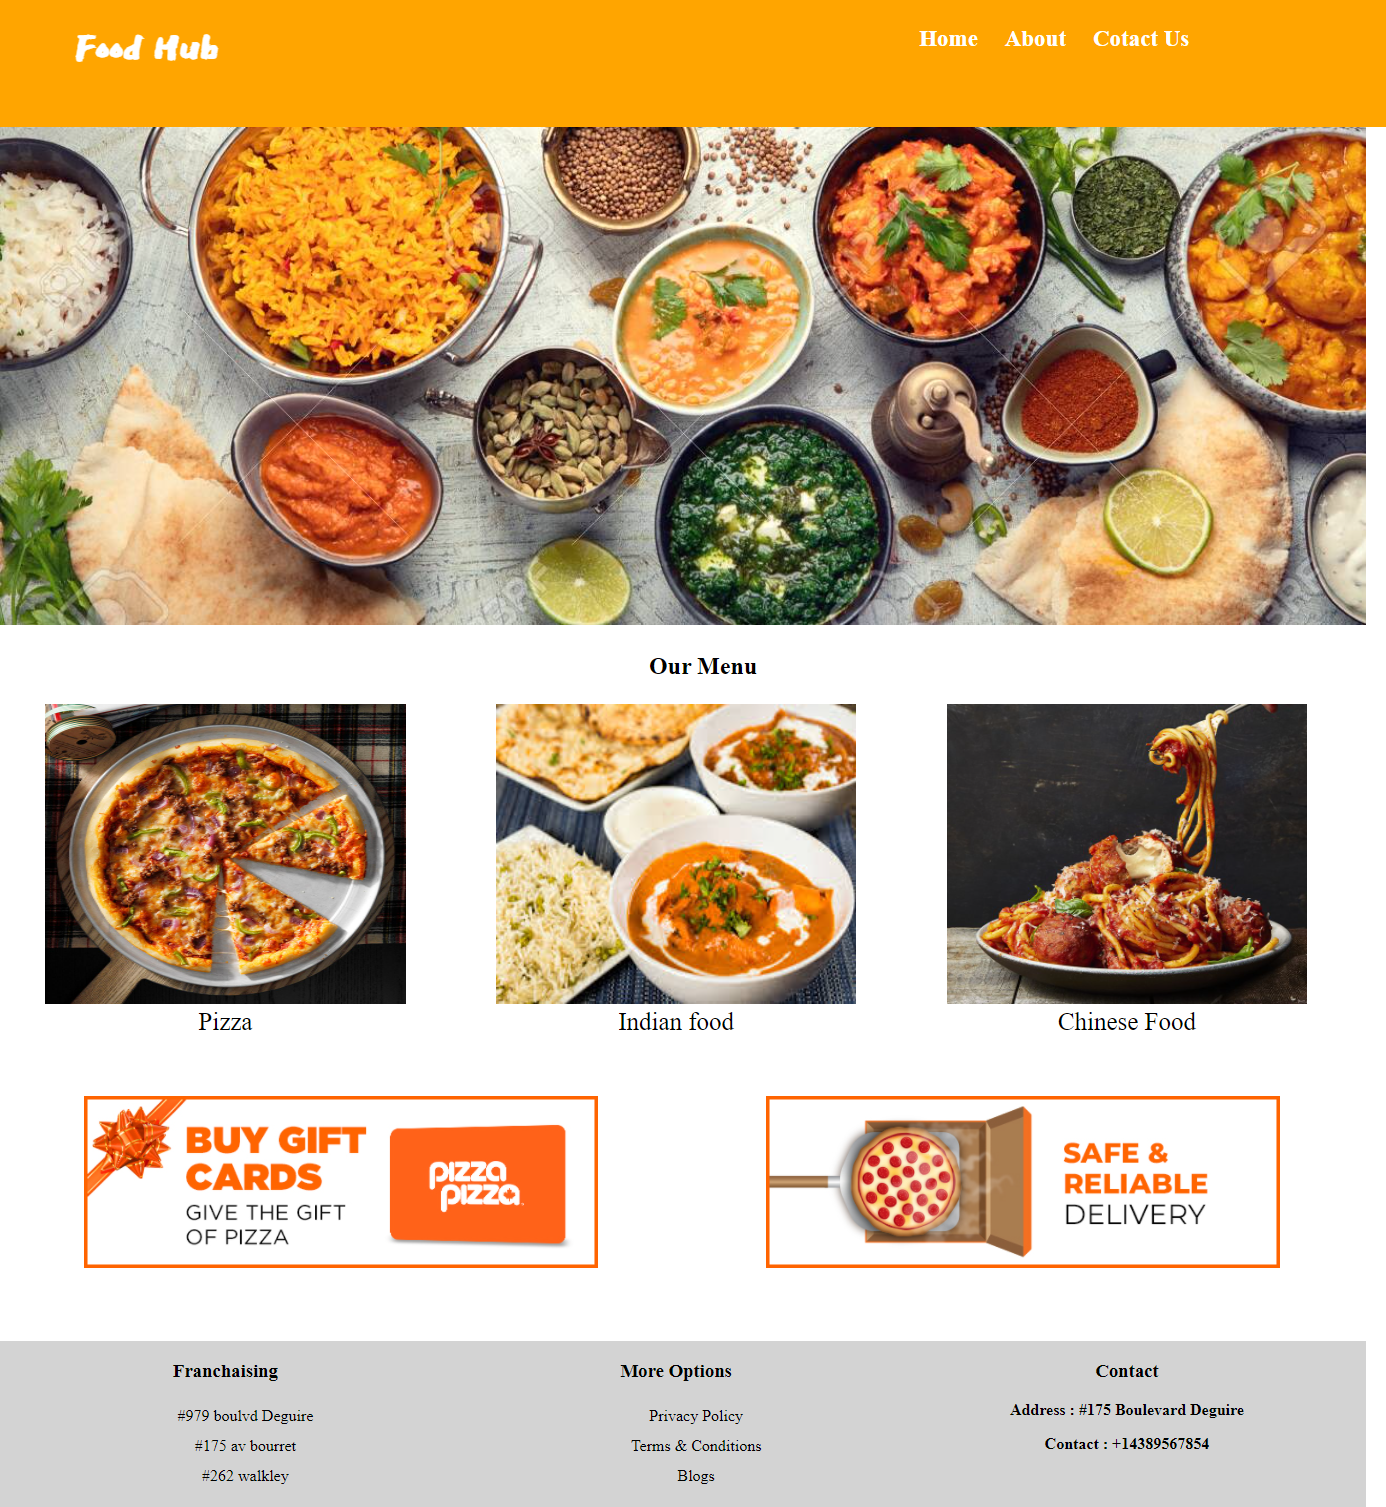 Food Hub
Home About Cotact Us
Our Menu
Pizza
Indian food
Chinese Food
BUY GIFT
CARDS
GIVE THE GIFT
OF PIZZA
pizza
pizza
SAFE &
RELIABLE
DELIVERY
Franchaising
#979 boulvd Deguire
#175 av bourret
#262 walkley
More Options
Privacy Policy
Terms & Conditions
Blogs
Contact
Address : #175 Boulevard Deguire
Contact : +14389567854